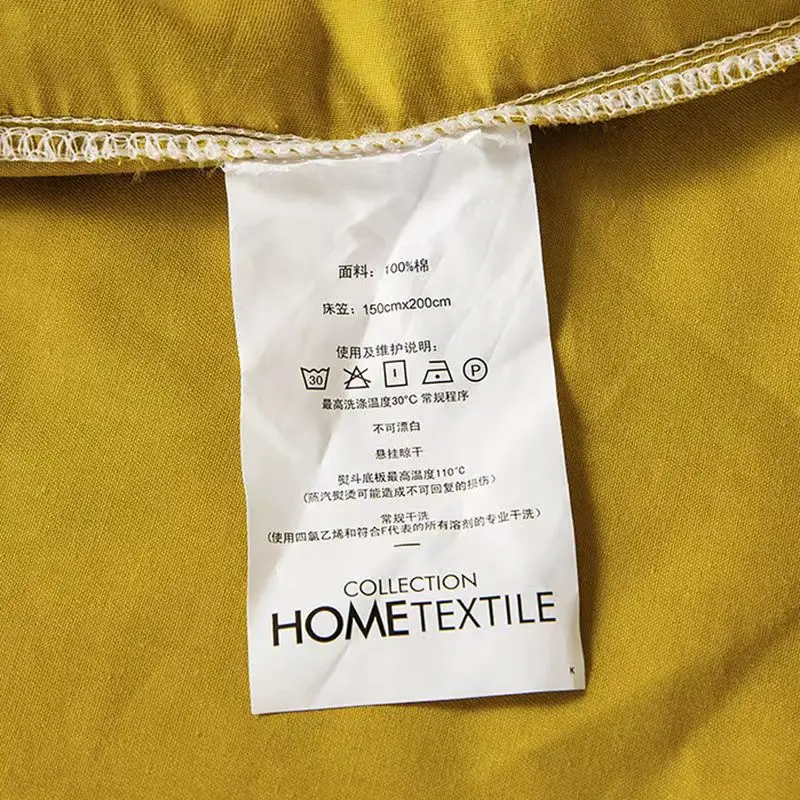 面料：100%棉
床笠：150cmx200cm
使用及维护说明：
30 P
最高洗涤温度30°C 常规程序
不可漂白
悬挂晾干
熨斗底板最高温度110°C
（蒸汽熨烫可能造成不可回复的损伤）
常规干洗
（使用四氯乙烯和符合F代表的所有溶剂的专业干洗）
COLLECTION
HOMETEXTILE
K